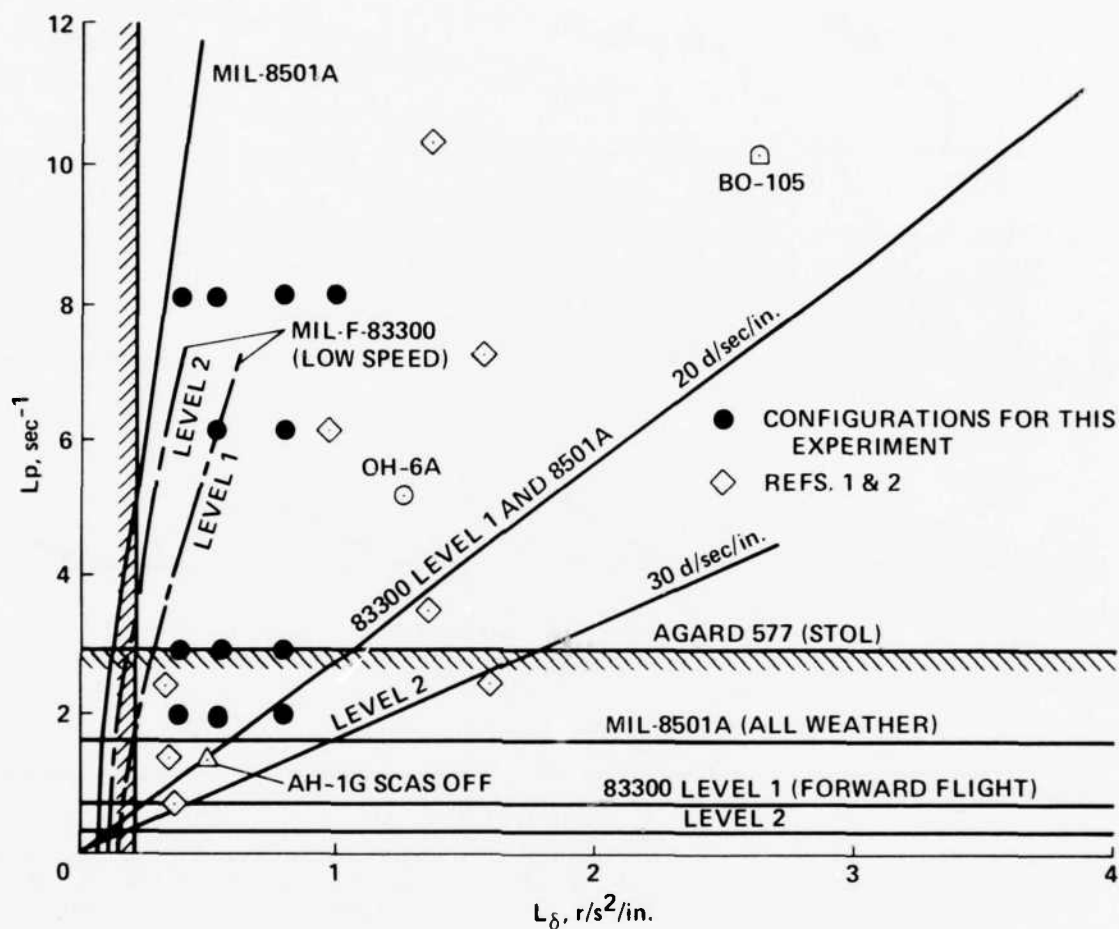 12
10
8
6
4
2
0
Lp, sec⁻¹
MIL-8501A
BO-105
MIL-F-83300
(LOW SPEED)
LEVEL 2
LEVEL 1
20 d/sec/in.
CONFIGURATIONS FOR THIS
EXPERIMENT
OH-6A
REFS. 1 & 2
83300 LEVEL 1 AND 8501A
30 d/sec/in.
AGARD 577 (STOL)
LEVEL 2
MIL-8501A (ALL WEATHER)
AH-1G SCAS OFF
83300 LEVEL 1 (FORWARD FLIGHT)
LEVEL 2
1
2
3
4
Lδ, r/s²/in.